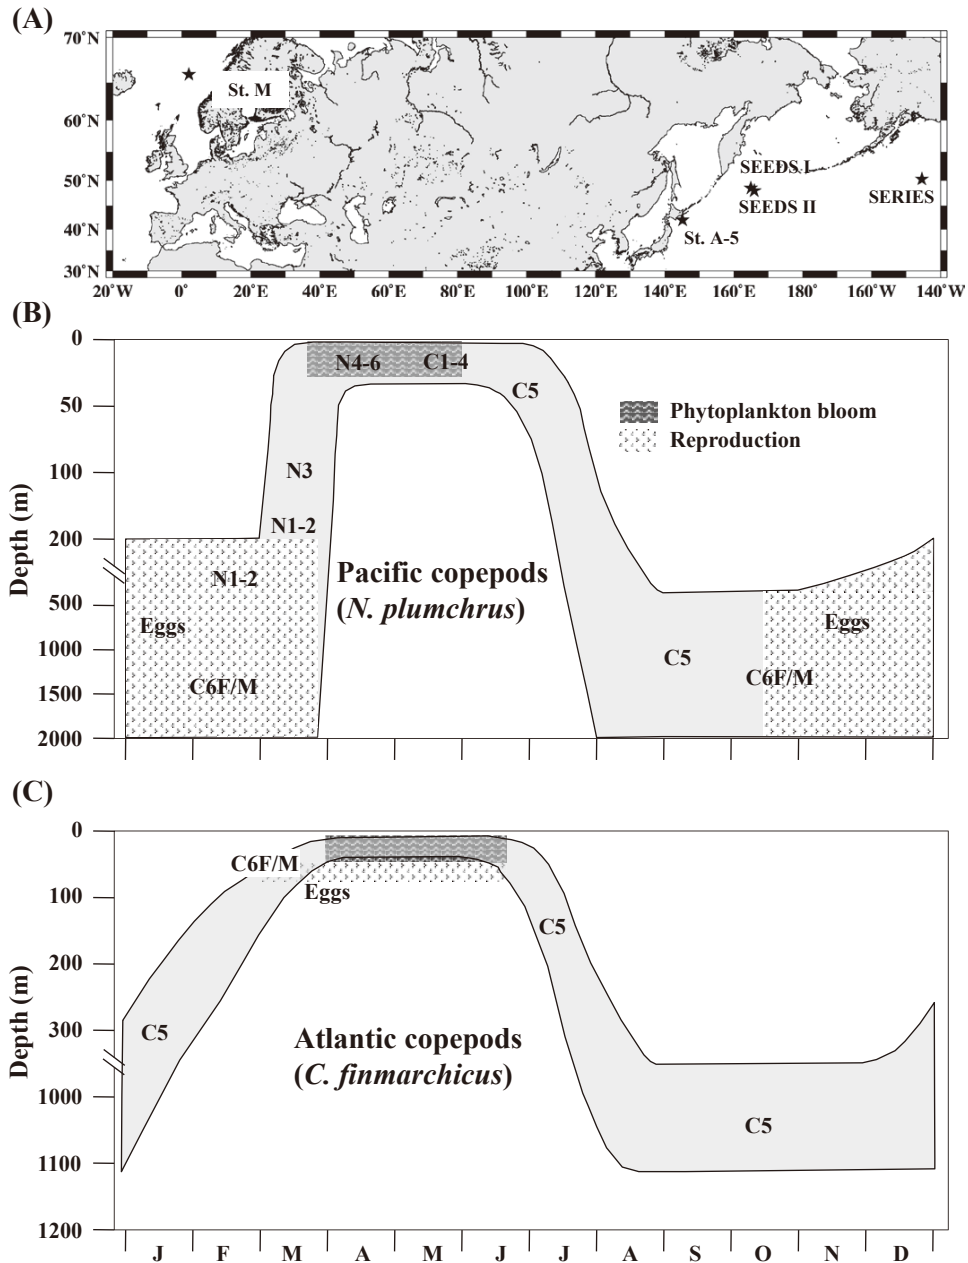 (A)
70°N
60°N
50°N
40°N
30°N
St. M
SEEDS I
SEEDS II
SERIES
St. A-5
20°W 0° 20°E 40°E 60°E 80°E 100°E 120°E 140°E 160°E 180° 160°W 140°W
(B)
0
50
100
200
500
1000
1500
2000
Depth (m)
N4-6 C1-4
C5
Phytoplankton bloom
Reproduction
N3
N1-2
N1-2
Eggs
C6F/M
Pacific copepods
(N. plumchrus)
C5
Eggs
C6F/M
(C)
0
100
200
300
1000
1100
1200
Depth (m)
C6F/M
Eggs
C5
C5
Atlantic copepods
(C. finmarchicus)
C5
J F M A M J J A S O N D